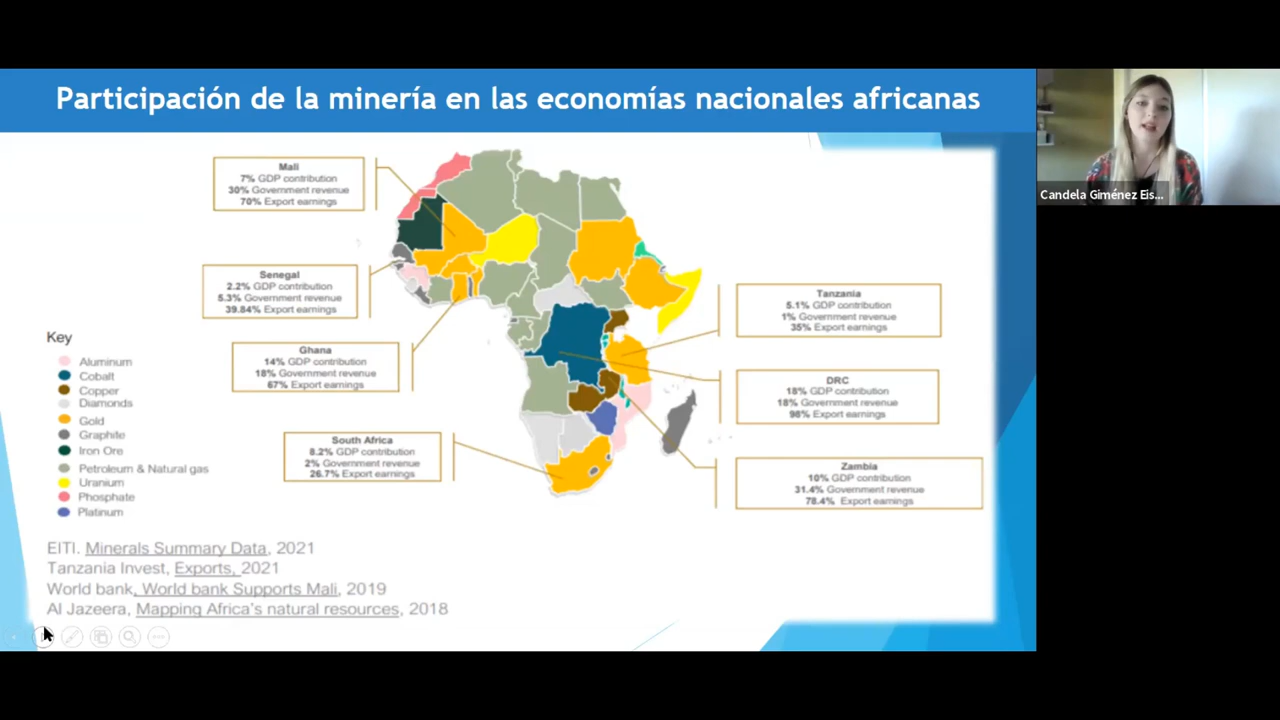 Participación de la minería en las economías nacionales africanas
Candela Giménez Eis...
Mali
7% GDP contribution
30% Government revenue
70% Export earnings
Senegal
2.2% GDP contribution
5.3% Government revenue
39.84% Export earnings
Ghana
14% GDP contribution
18% Government revenue
67% Export earnings
South Africa
8.2% GDP contribution
2% Government revenue
26.7% Export earnings
Tanzania
5.1% GDP contribution
1% Government revenue
35% Export earnings
DRC
18% GDP contribution
18% Government revenue
98% Export earnings
Zambia
10% GDP contribution
31.4% Government revenue
78.4% Export earnings
Key
Aluminum
Cobalt
Copper
Diamonds
Gold
Graphite
Iron Ore
Petroleum & Natural gas
Uranium
Phosphate
Platinum
EITI. Minerals Summary Data, 2021
Tanzania Invest, Exports, 2021
World bank, World bank Supports Mali, 2019
Al Jazeera, Mapping Africa's natural resources, 2018